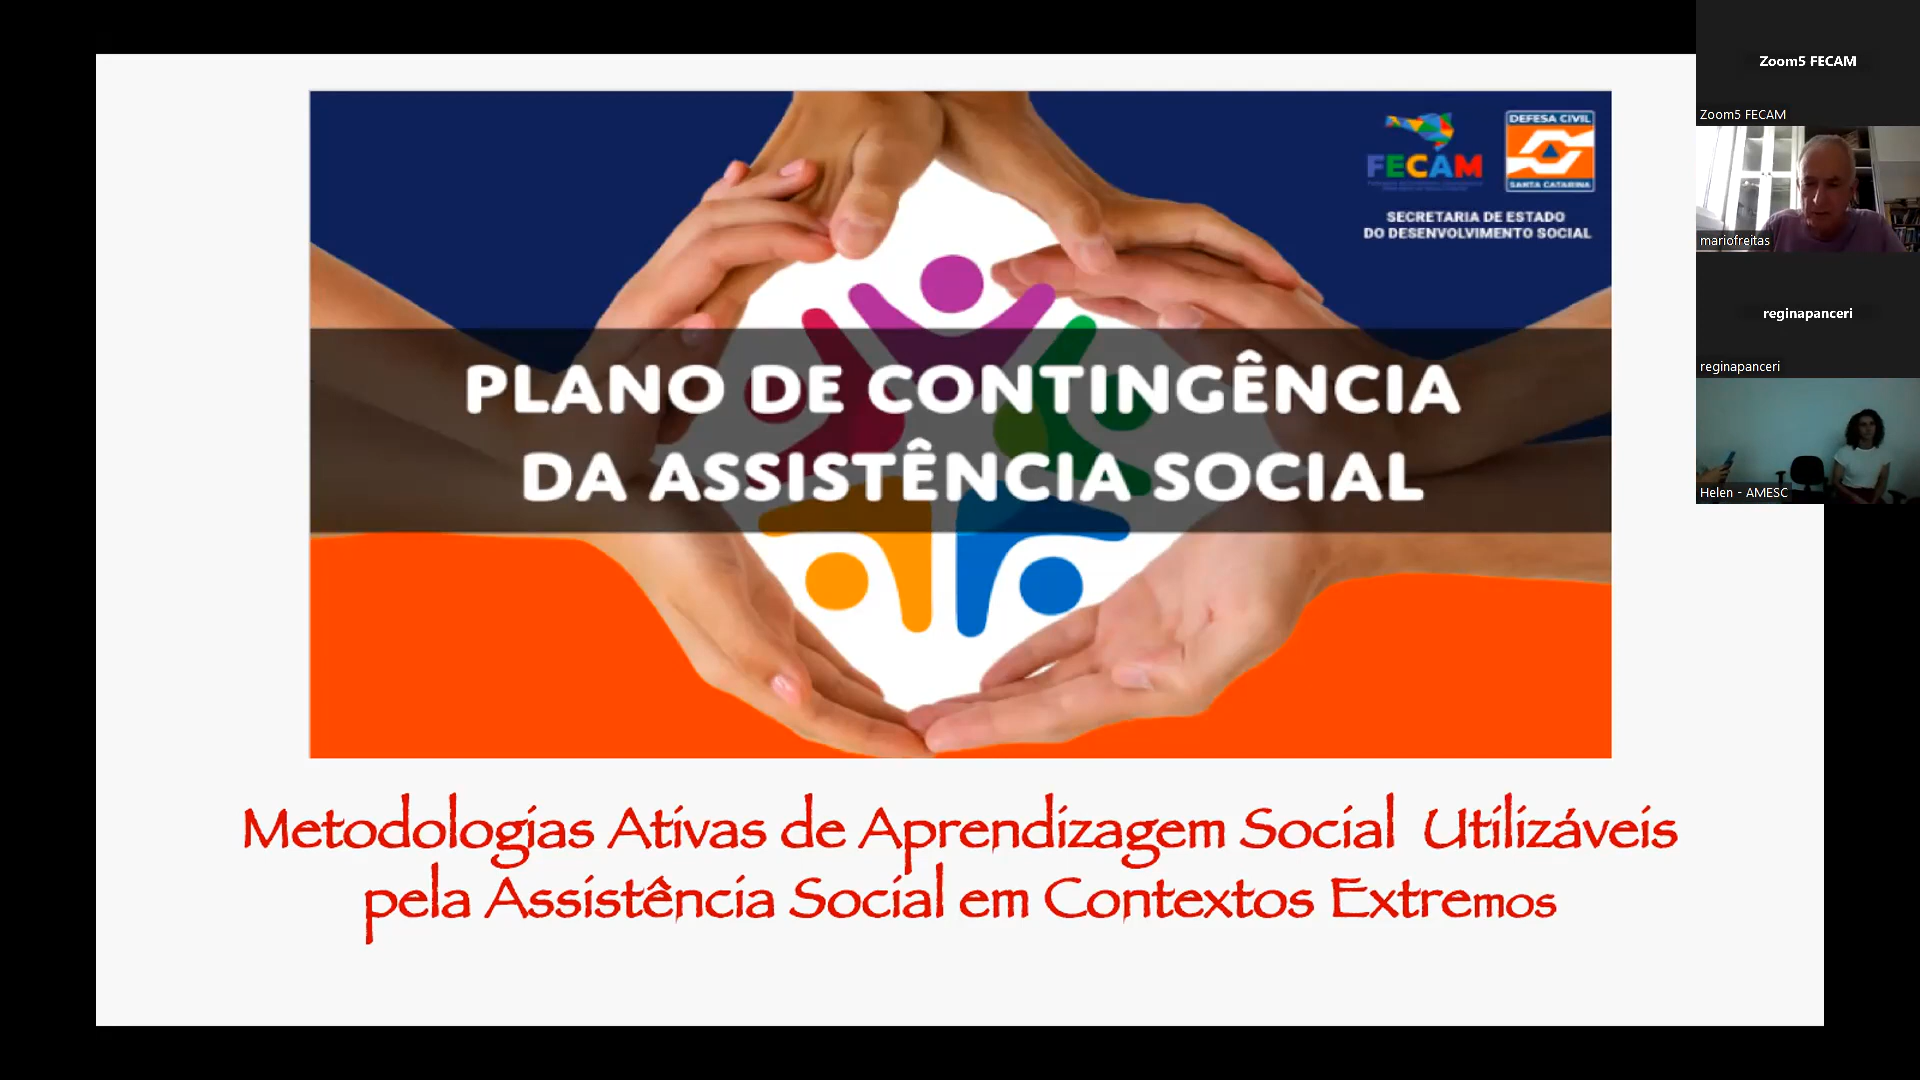 Zoom5 FECAM
Zoom5 FECAM
mariofreitas
reginapanceri
reginapanceri
Helen - AMESC
FECAM
DEFESA CIVIL
SANTA CATARINA
SECRETARIA DE ESTADO
DO DESENVOLVIMENTO SOCIAL
PLANO DE CONTINGÊNCIA
DA ASSISTÊNCIA SOCIAL
Metodologias Ativas de Aprendizagem Social Utilizáveis
pela Assistência Social em Contextos Extremos